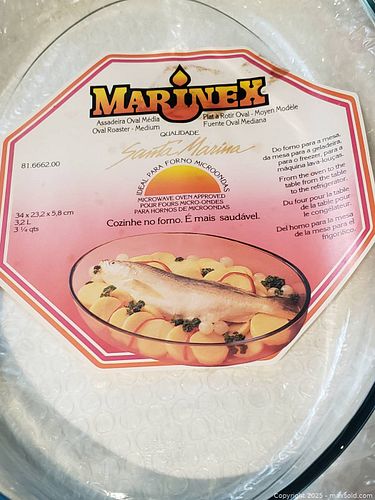 MARINEX
Assadeira Oval Média
Oval Roaster - Medium
Plat a Rotir Oval - Moyen Modèle
Fuente Oval Mediana
QUALIDADE
Santa Marina
81.6662.00
IDEAL PARA FORNO MICROONDAS
MICROWAVE OVEN APPROVED
POUR FOURS MICRO-ONDES
PARA HORNOS DE MICROONDAS
34 x 23,2 x 5,8 cm
3,2 L
3 ¼ qts
Cozinhe no forno. É mais saudável.
Do forno para a mesa,
da mesa para a geladeira,
para o freezer, para a
máquina lava-louças.
From the oven to the
table from the table
to the refrigerator.
Du four pour la table
de la table pour
le congelateur.
Del horno para la mesa
de la mesa para el
frigorífico.
Copyright 2025 - maxsold.com